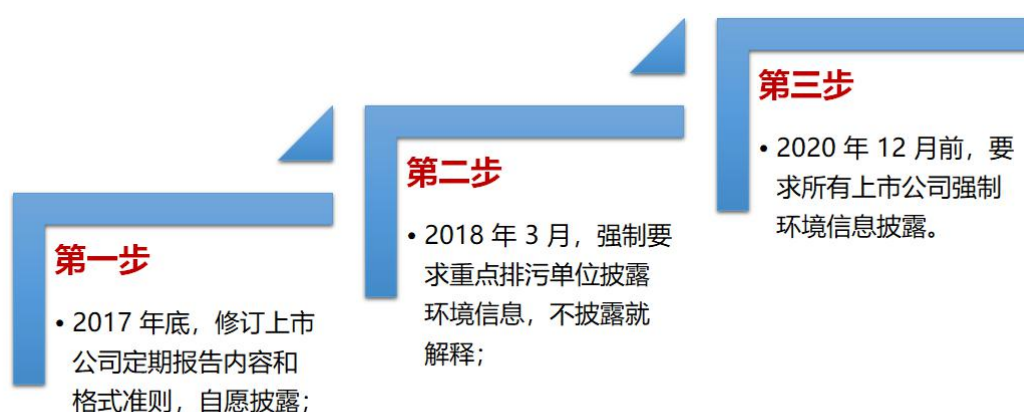 第一步
• 2017 年底，修订上市
公司定期报告内容和
格式准则，自愿披露；
第二步
• 2018 年 3 月，强制要
求重点排污单位披露
环境信息，不披露就
解释；
第三步
• 2020 年 12 月前，要
求所有上市公司强制
环境信息披露。